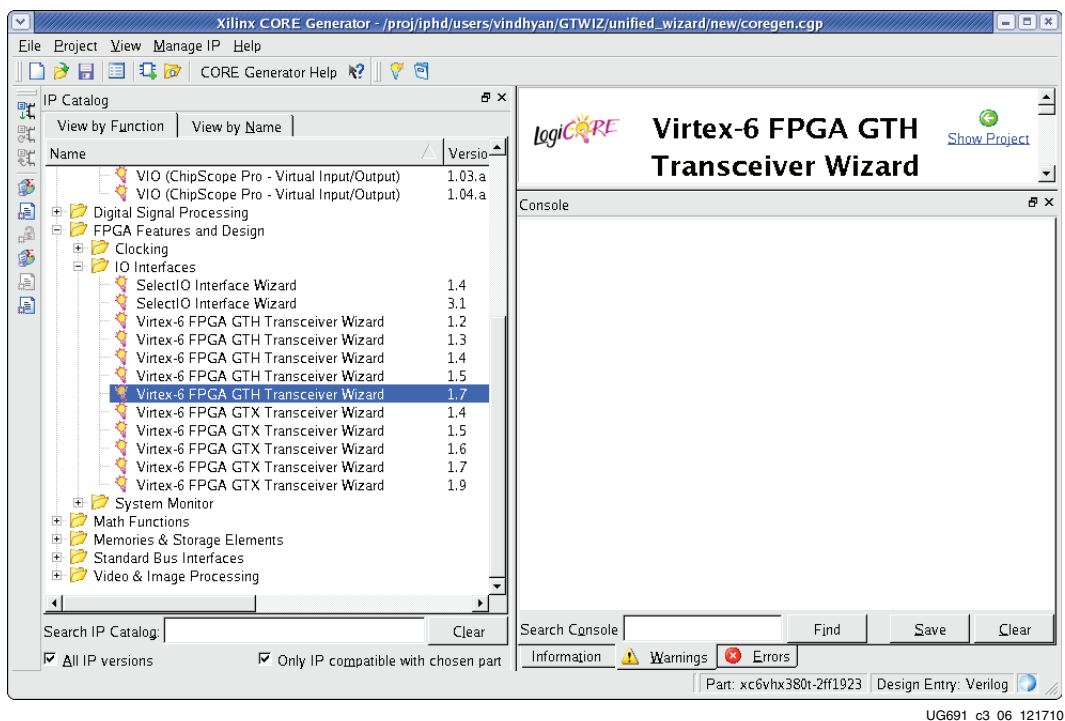 Xilinx CORE Generator - /proj/iphd/users/vindhyan/GTWIZ/unified_wizard/new/coregen.cgp
File Project View Manage IP Help
CORE Generator Help
IP Catalog
View by Function View by Name
Name Versio
VIO (ChipScope Pro - Virtual Input/Output) 1.03.a
VIO (ChipScope Pro - Virtual Input/Output) 1.04.a
Digital Signal Processing
FPGA Features and Design
Clocking
IO Interfaces
SelectIO Interface Wizard 1.4
SelectIO Interface Wizard 3.1
Virtex-6 FPGA GTH Transceiver Wizard 1.2
Virtex-6 FPGA GTH Transceiver Wizard 1.3
Virtex-6 FPGA GTH Transceiver Wizard 1.4
Virtex-6 FPGA GTH Transceiver Wizard 1.5
Virtex-6 FPGA GTH Transceiver Wizard 1.7
Virtex-6 FPGA GTX Transceiver Wizard 1.4
Virtex-6 FPGA GTX Transceiver Wizard 1.5
Virtex-6 FPGA GTX Transceiver Wizard 1.6
Virtex-6 FPGA GTX Transceiver Wizard 1.7
Virtex-6 FPGA GTX Transceiver Wizard 1.9
System Monitor
Math Functions
Memories & Storage Elements
Standard Bus Interfaces
Video & Image Processing
Search IP Catalog: Clear
All IP versions Only IP compatible with chosen part
LogiCORE
Virtex-6 FPGA GTH
Transceiver Wizard
Show Project
Console
Search Console Find Save Clear
Information Warnings Errors
Part: xc6vhx380t-2ff1923 Design Entry: Verilog
UG691_c3_06_121710